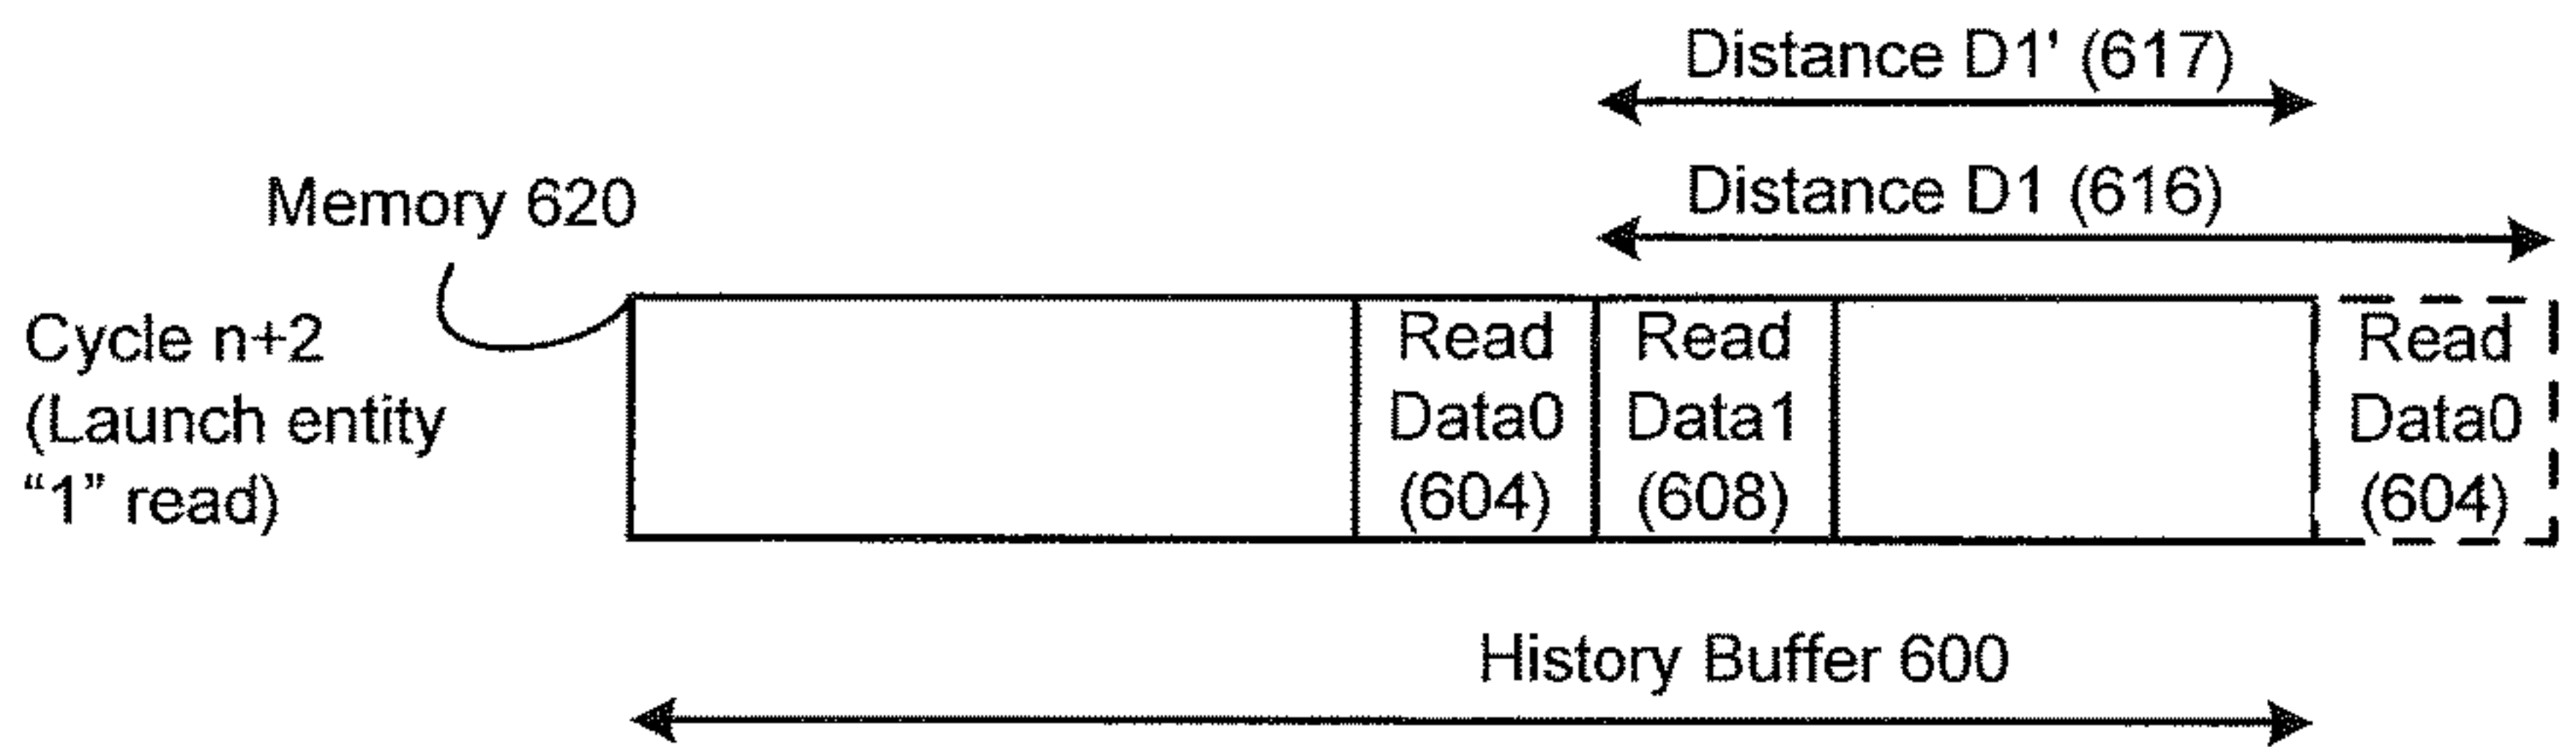 Distance D1' (617)
Distance D1 (616)
Memory 620
Cycle n+2
(Launch entity
“1” read)
Read
Data0
(604)
Read
Data1
(608)
Read
Data0
(604)
History Buffer 600